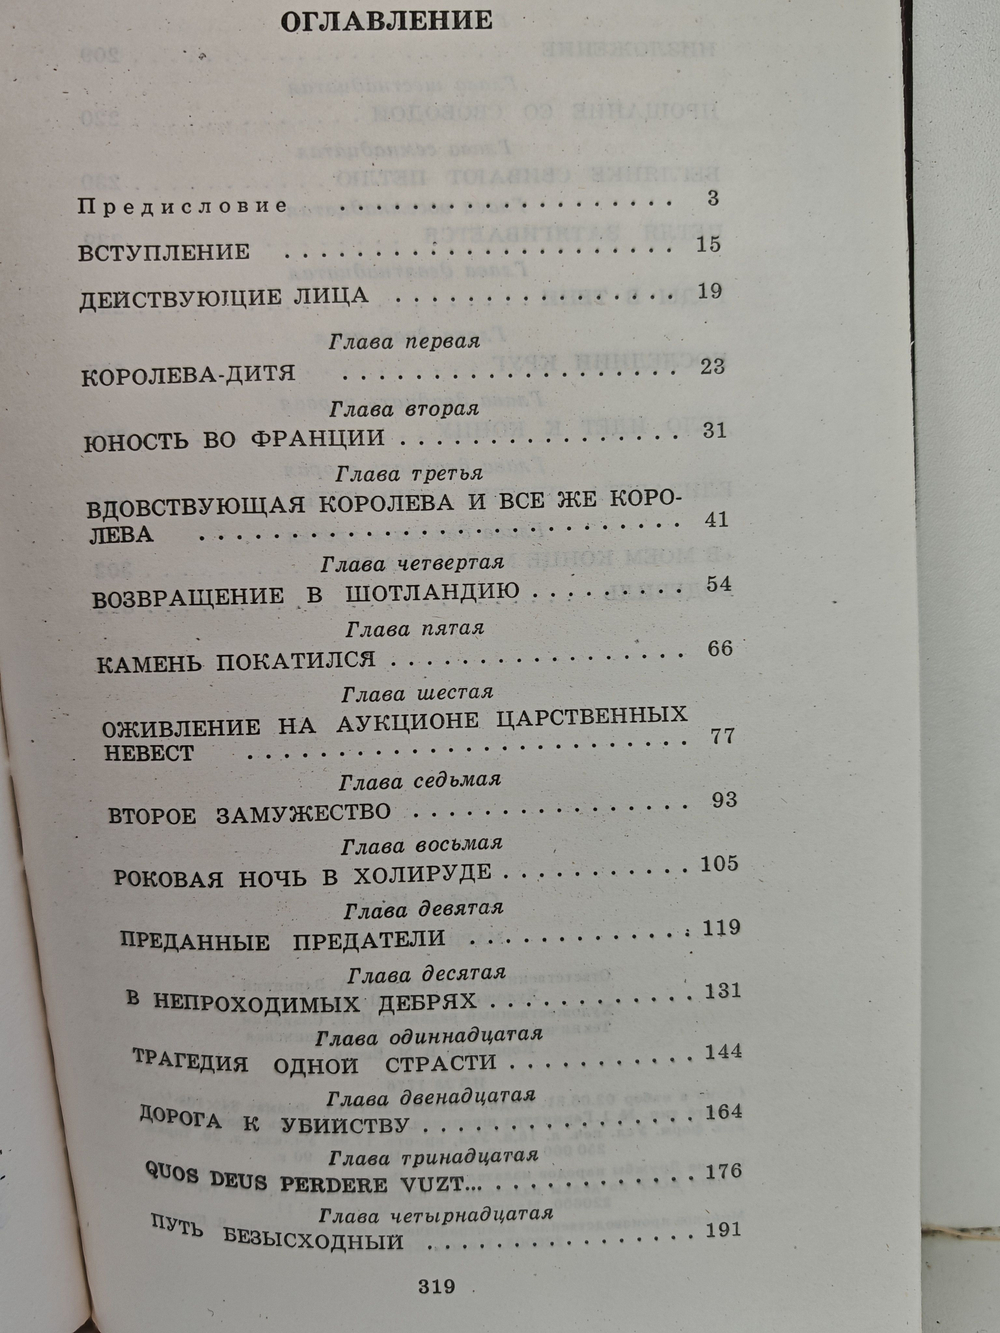 ОГЛАВЛЕНИЕ
Предисловие . . . . . . . . . . . . . . . . . . . 3
ВСТУПЛЕНИЕ . . . . . . . . . . . . . . . . . . . . 15
ДЕЙСТВУЮЩИЕ ЛИЦА . . . . . . . . . . . . . . 19
Глава первая
КОРОЛЕВА-ДИТЯ . . . . . . . . . . . . . . . . . . 23
Глава вторая
ЮНОСТЬ ВО ФРАНЦИИ . . . . . . . . . . . . . . . 31
Глава третья
ВДОВСТВУЮЩАЯ КОРОЛЕВА И ВСЕ ЖЕ КОРО-
ЛЕВА . . . . . . . . . . . . . . . . . . . . . . . . . . 41
Глава четвертая
ВОЗВРАЩЕНИЕ В ШОТЛАНДИЮ . . . . . . . . . 54
Глава пятая
КАМЕНЬ ПОКАТИЛСЯ . . . . . . . . . . . . . . . . 66
Глава шестая
ОЖИВЛЕНИЕ НА АУКЦИОНЕ ЦАРСТВЕННЫХ
НЕВЕСТ . . . . . . . . . . . . . . . . . . . . . . . . 77
Глава седьмая
ВТОРОЕ ЗАМУЖЕСТВО . . . . . . . . . . . . . . . 93
Глава восьмая
РОКОВАЯ НОЧЬ В ХОЛИРУДЕ . . . . . . . . . . . 105
Глава девятая
ПРЕДАННЫЕ ПРЕДАТЕЛИ . . . . . . . . . . . . 119
Глава десятая
В НЕПРОХОДИМЫХ ДЕБРЯХ . . . . . . . . . . . 131
Глава одиннадцатая
ТРАГЕДИЯ ОДНОЙ СТРАСТИ . . . . . . . . . . 144
Глава двенадцатая
ДОРОГА К УБИЙСТВУ . . . . . . . . . . . . . . . 164
Глава тринадцатая
QUOS DEUS PERDERE VUZT... . . . . . . . . . . . 176
Глава четырнадцатая
ПУТЬ БЕЗЫСХОДНЫЙ . . . . . . . . . . . . . . 191
319